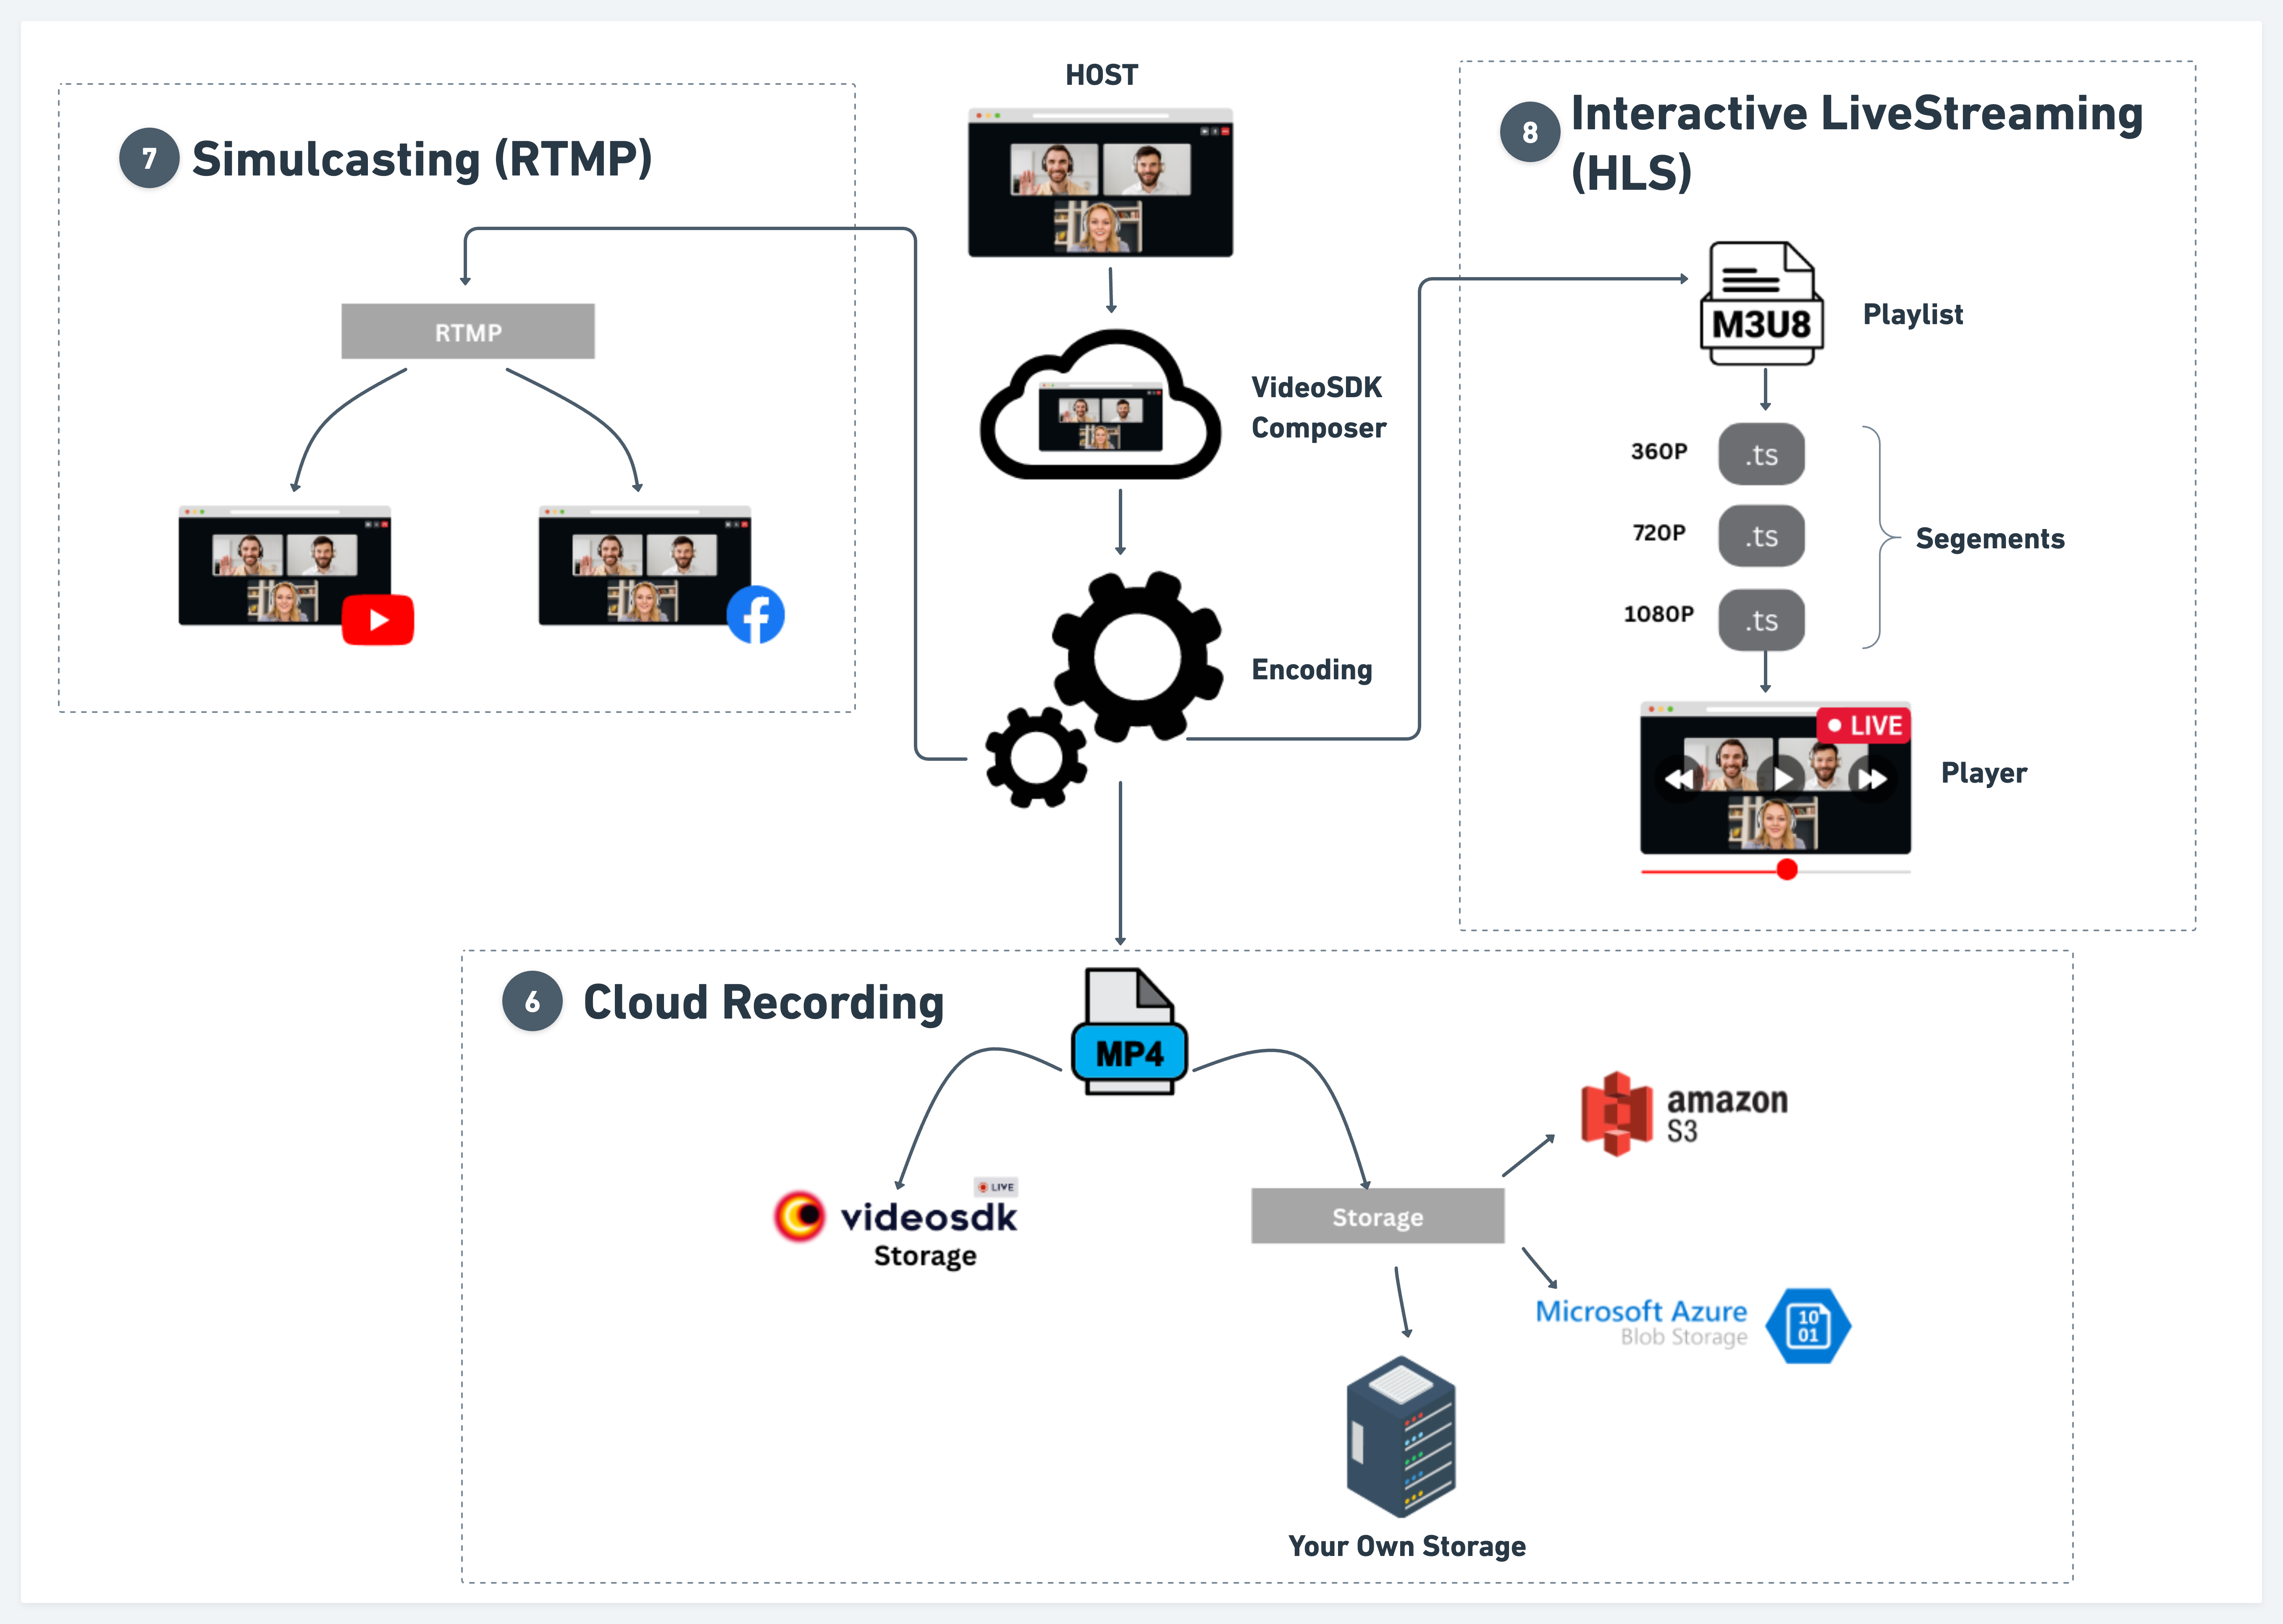 HOST
7
Simulcasting (RTMP)
RTMP
VideoSDK
Composer
Encoding
8
Interactive LiveStreaming
(HLS)
M3U8
Playlist
360P
.ts
720P
.ts
1080P
.ts
Segements
LIVE
Player
6
Cloud Recording
MP4
LIVE
videosdk
Storage
Storage
amazon
S3
Microsoft Azure
Blob Storage
10
01
Your Own Storage